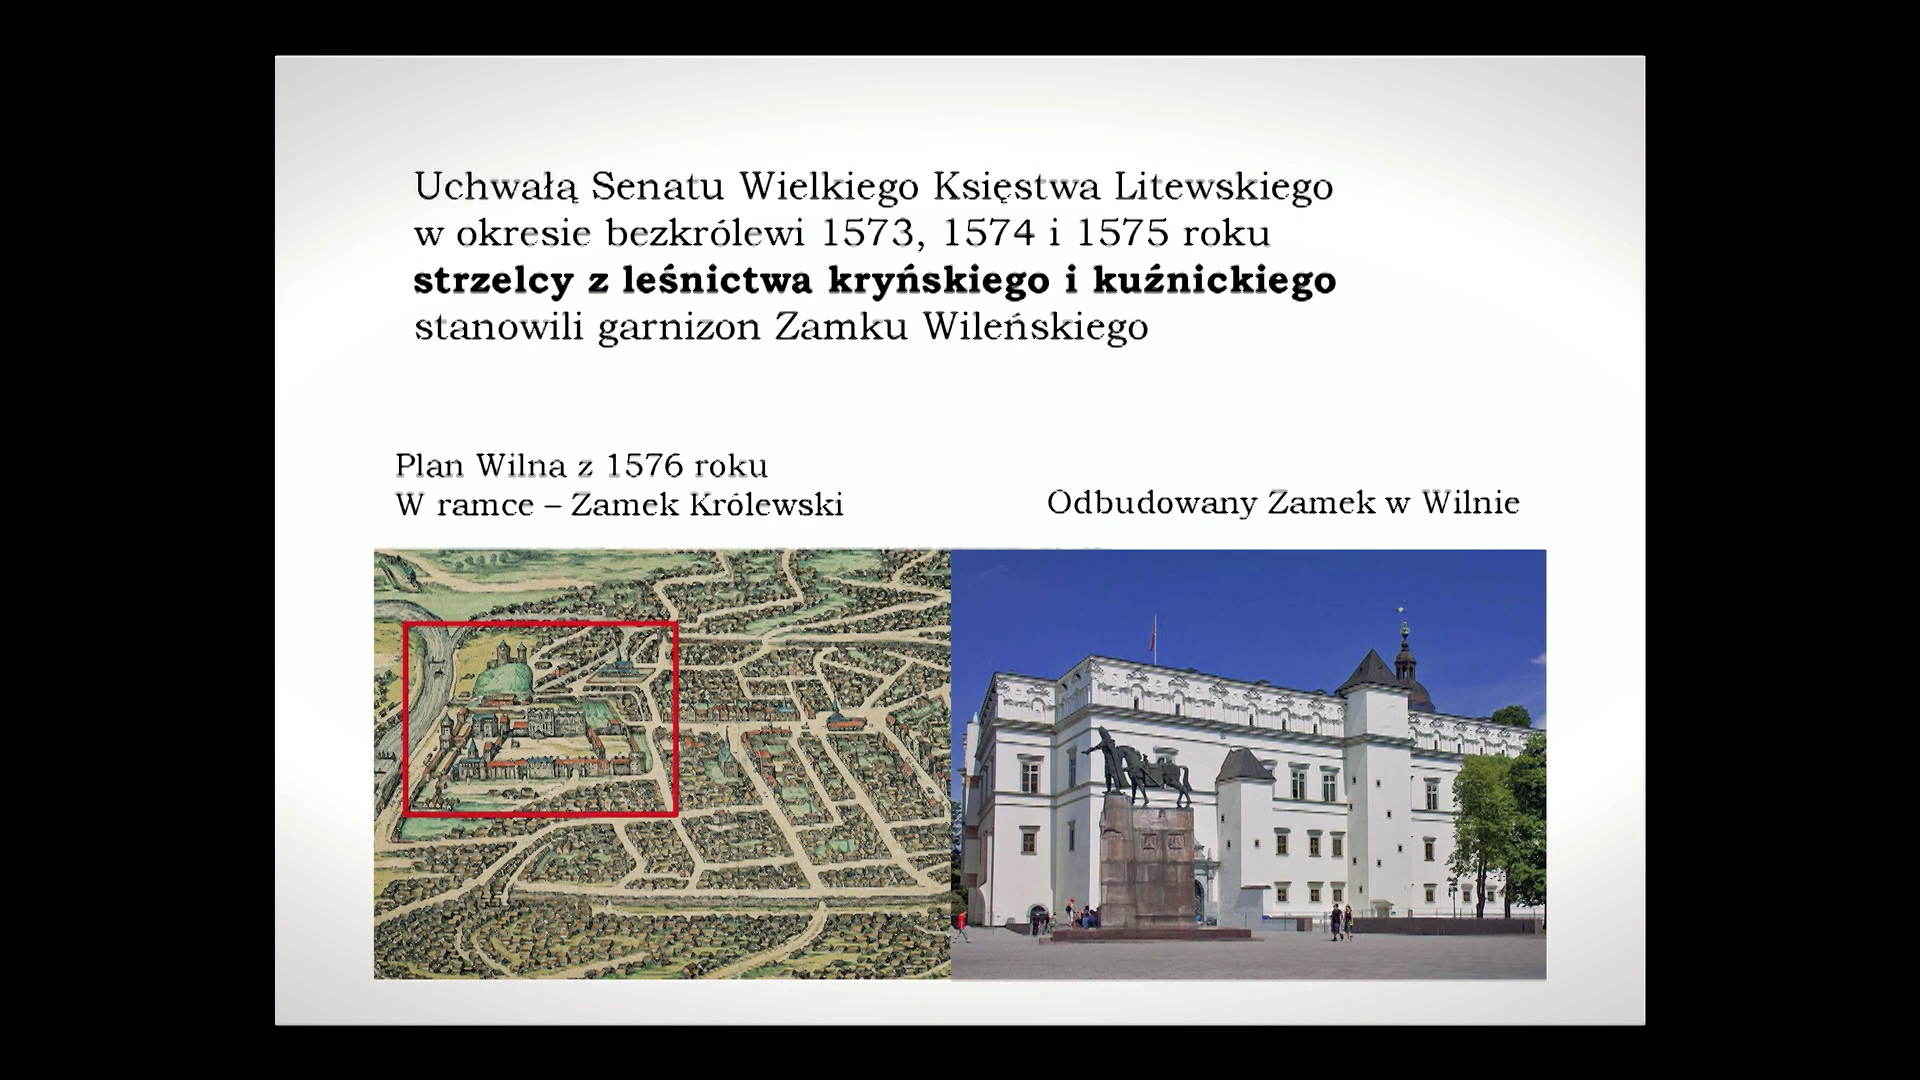 Uchwałą Senatu Wielkiego Księstwa Litewskiego
w okresie bezkrólewi 1573, 1574 i 1575 roku
strzelcy z leśnictwa kryńskiego i kuźnickiego
stanowili garnizon Zamku Wileńskiego
Plan Wilna z 1576 roku
W ramce – Zamek Królewski
Odbudowany Zamek w Wilnie